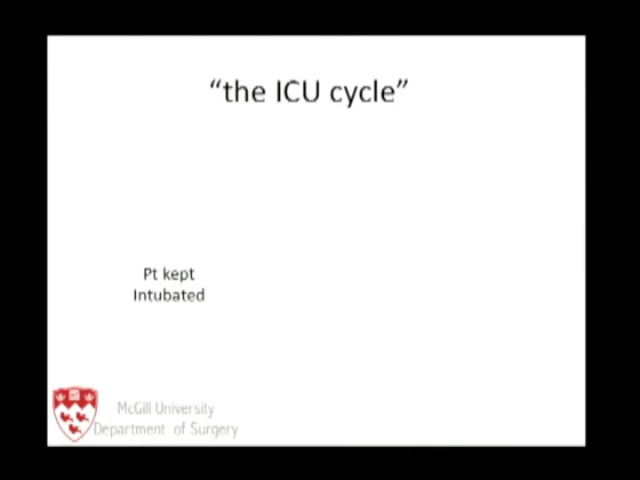 “the ICU cycle”
Pt kept
Intubated
McGill University
Department of Surgery